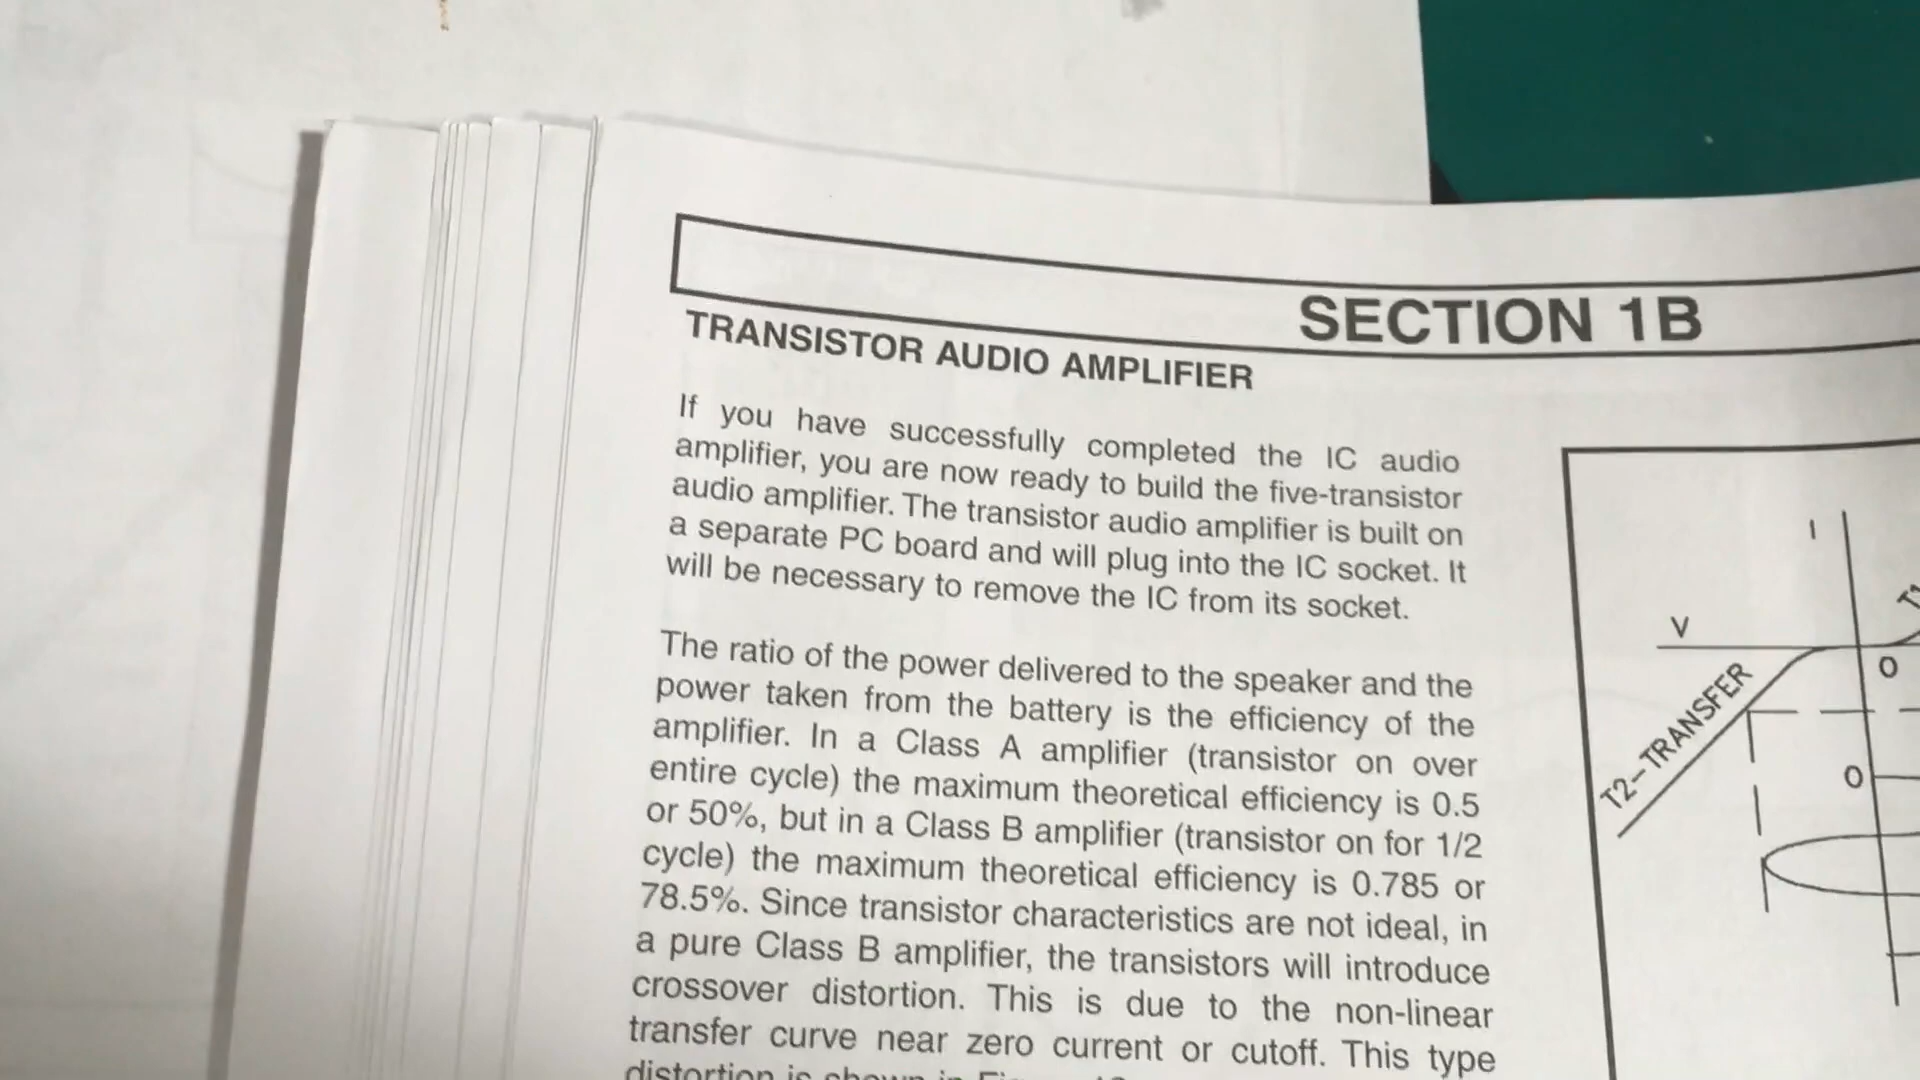 SECTION 1B
TRANSISTOR AUDIO AMPLIFIER
If you have successfully completed the IC audio
amplifier, you are now ready to build the five-transistor
audio amplifier. The transistor audio amplifier is built on
a separate PC board and will plug into the IC socket. It
will be necessary to remove the IC from its socket.
The ratio of the power delivered to the speaker and the
power taken from the battery is the efficiency of the
amplifier. In a Class A amplifier (transistor on over
entire cycle) the maximum theoretical efficiency is 0.5
or 50%, but in a Class B amplifier (transistor on for 1/2
cycle) the maximum theoretical efficiency is 0.785 or
78.5%. Since transistor characteristics are not ideal, in
a pure Class B amplifier, the transistors will introduce
crossover distortion. This is due to the non-linear
transfer curve near zero current or cutoff. This type
distortion is shown in
I
V
0
T2-TRANSFER
0